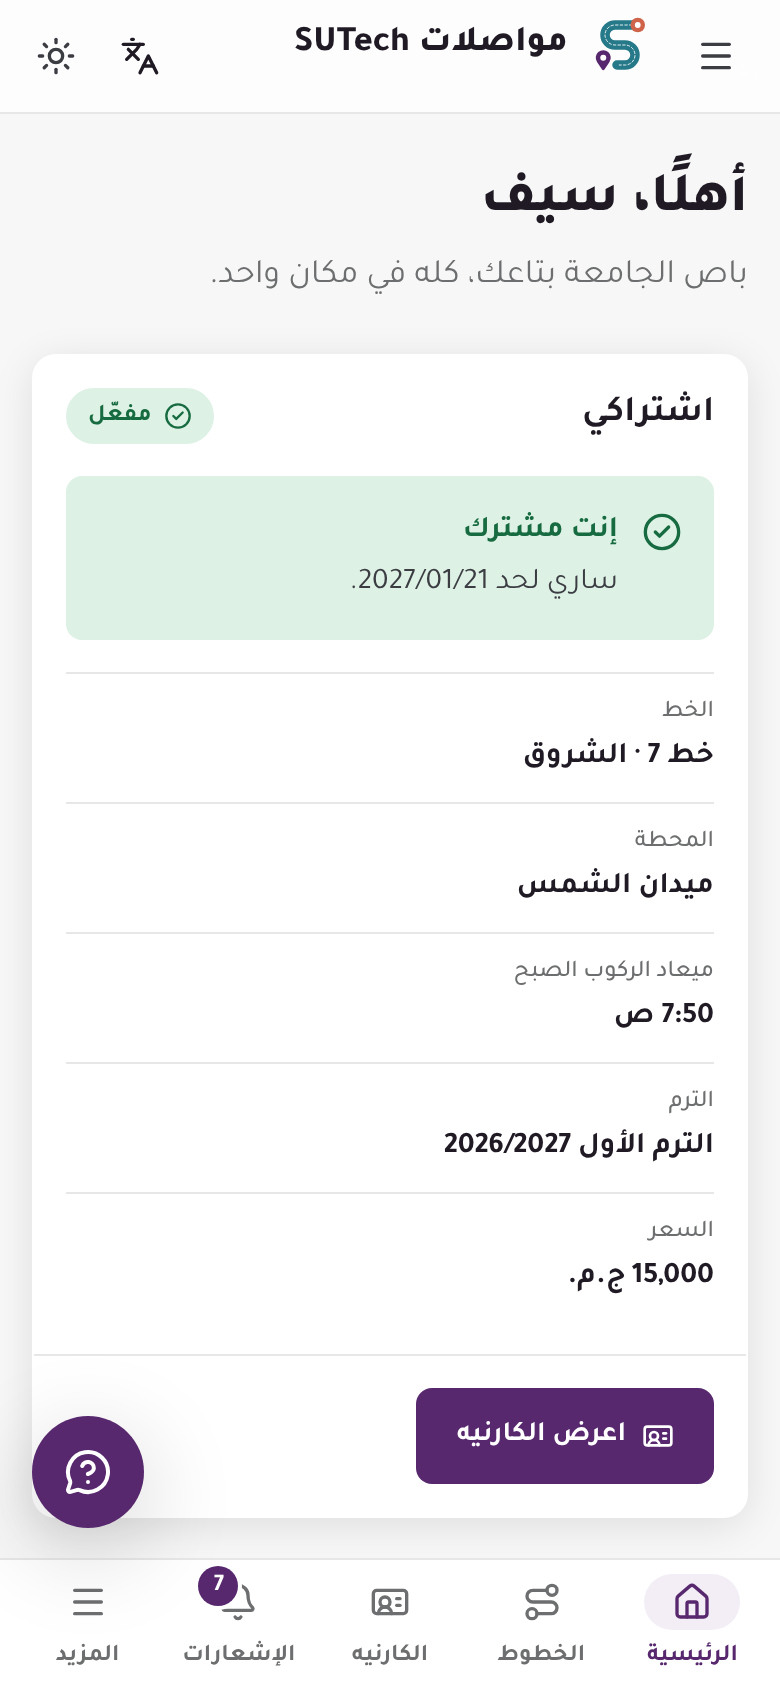 مواصلات SUTech
أهلًا، سيف
باص الجامعة بتاعك، كله في مكان واحد.
اشتراكي
مفعّل
إنت مشترك
ساري لحد 2027/01/21.
الخط
خط 7 · الشروق
المحطة
ميدان الشمس
ميعاد الركوب الصبح
7:50 ص
الترم
الترم الأول 2026/2027
السعر
15,000 ج.م.
اعرض الكارنيه
7
الرئيسية
الخطوط
الكارنيه
الإشعارات
المزيد